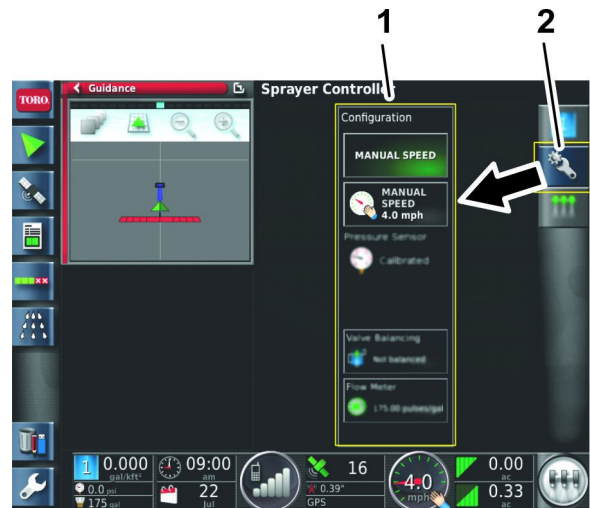 1
2
TORO.
Guidance
Sprayer Controller
Configuration
MANUAL SPEED
MANUAL
SPEED
4.0 mph
Pressure Sensor
Calibrated
Valve Balancing
Not balanced
Flow Meter
175.00 pulses/gal
1
0.000
gal/kft²
0.0 psi
175 gal
09:00
am
22
Jul
16
0.39"
GPS
4.0
mph
0.00
ac
0.33
ac